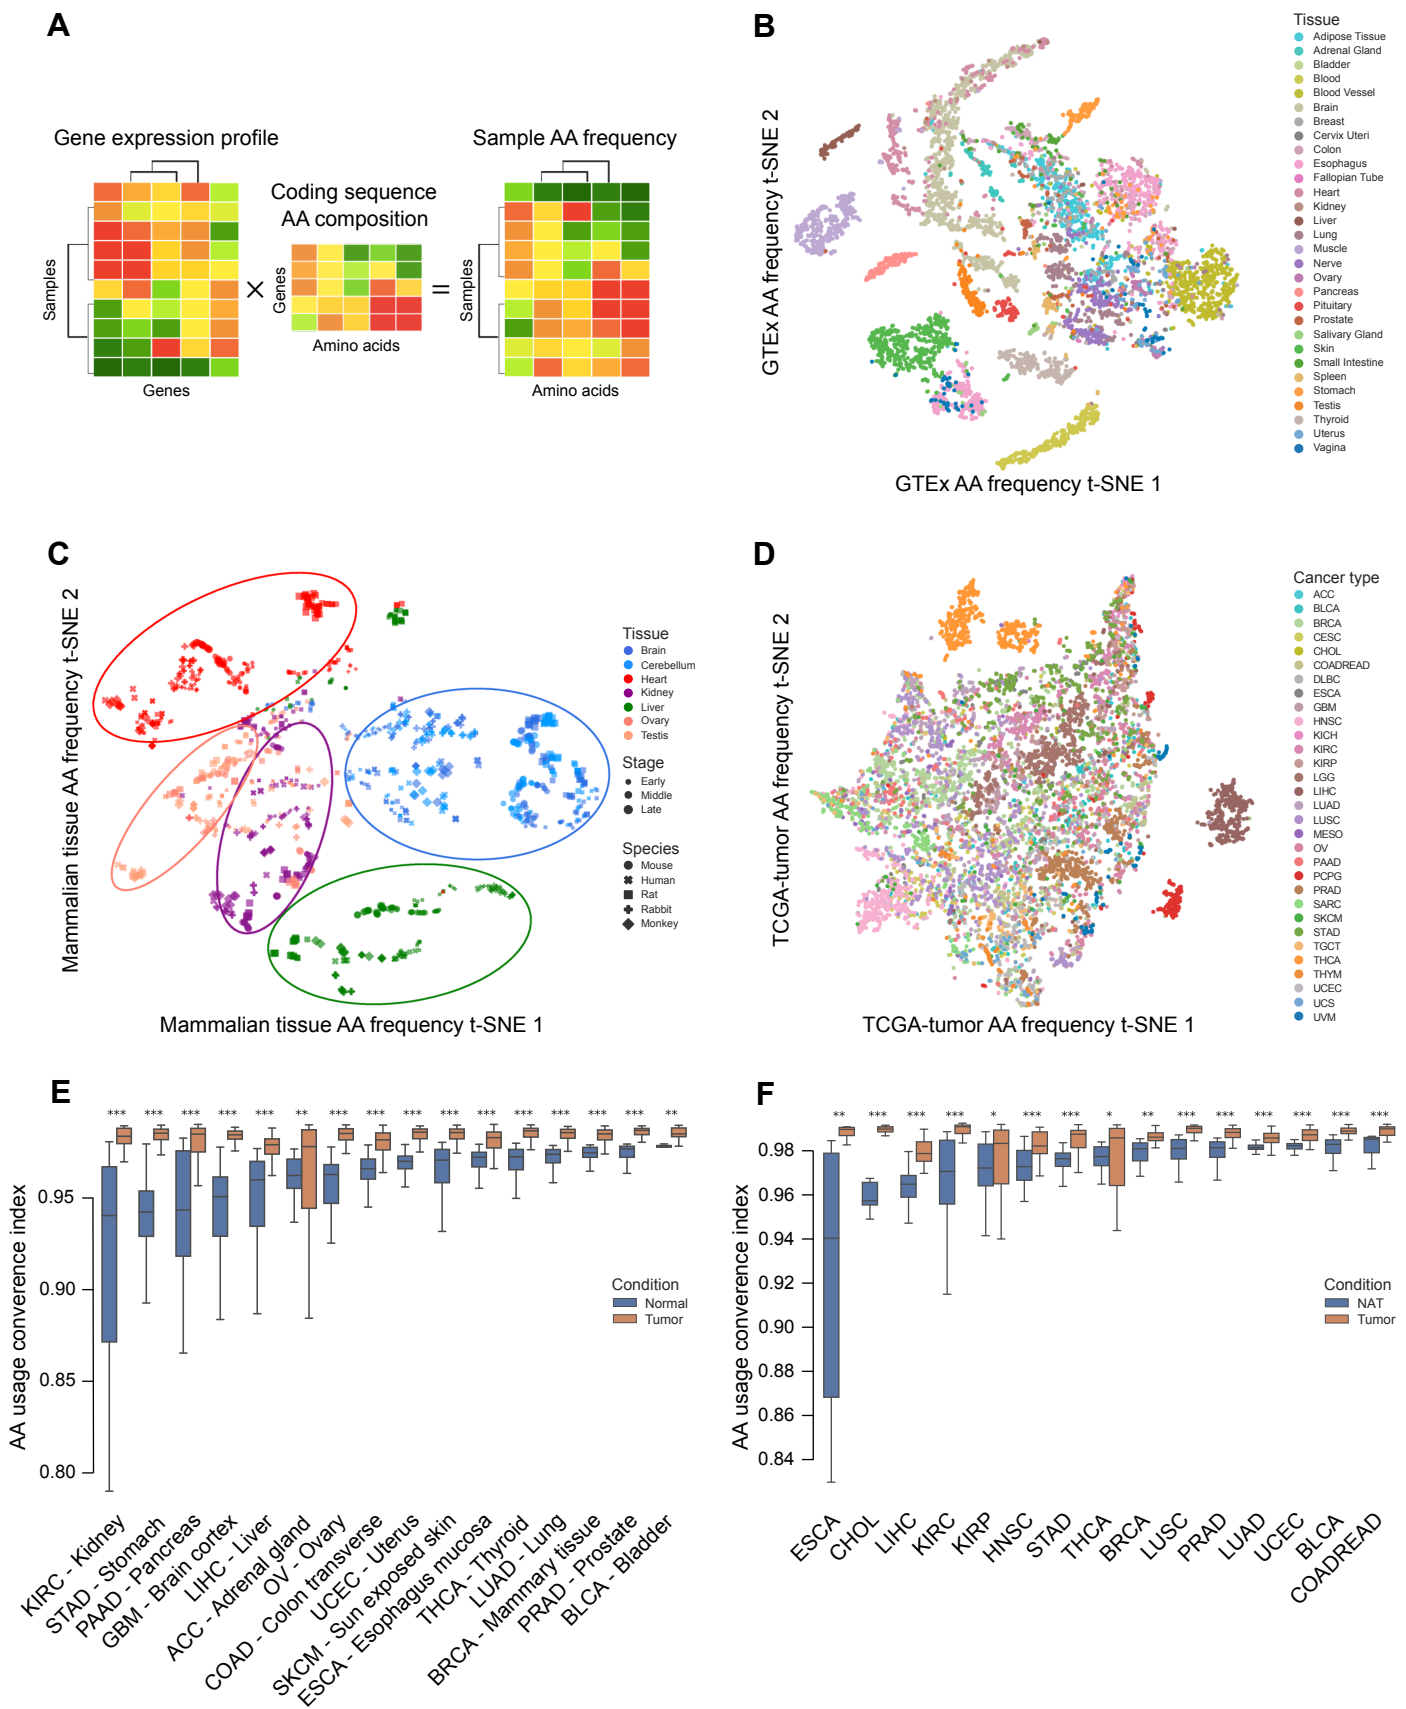 A
Gene expression profile
Sample AA frequency
Coding sequence
AA composition
Samples
Genes
×
Genes
Amino acids
=
Samples
Amino acids
B
GTEx AA frequency t-SNE 2
GTEx AA frequency t-SNE 1
Tissue
Adipose Tissue
Adrenal Gland
Bladder
Blood
Blood Vessel
Brain
Breast
Cervix Uteri
Colon
Esophagus
Fallopian Tube
Heart
Kidney
Liver
Lung
Muscle
Nerve
Ovary
Pancreas
Pituitary
Prostate
Salivary Gland
Skin
Small Intestine
Spleen
Stomach
Testis
Thyroid
Uterus
Vagina
C
Mammalian tissue AA frequency t-SNE 2
Mammalian tissue AA frequency t-SNE 1
Tissue
Brain
Cerebellum
Heart
Kidney
Liver
Ovary
Testis
Stage
Early
Middle
Late
Species
Mouse
Human
Rat
Rabbit
Monkey
D
TCGA-tumor AA frequency t-SNE 2
TCGA-tumor AA frequency t-SNE 1
Cancer type
ACC
BLCA
BRCA
CESC
CHOL
COADREAD
DLBC
ESCA
GBM
HNSC
KICH
KIRC
KIRP
LGG
LIHC
LUAD
LUSC
MESO
OV
PAAD
PCPG
PRAD
SARC
SKCM
STAD
TGCT
THCA
THYM
UCEC
UCS
UVM
E
AA usage converence index
0.95
0.90
0.85
0.80
*** *** *** *** *** ** *** *** *** *** *** *** *** *** *** **
Condition
Normal
Tumor
KIRC - Kidney
STAD - Stomach
PAAD - Pancreas
GBM - Brain cortex
LIHC - Liver
ACC - Adrenal gland
OV - Ovary
COAD - Colon transverse
UCEC - Uterus
SKCM - Sun exposed skin
ESCA - Esophagus mucosa
THCA - Thyroid
LUAD - Lung
BRCA - Mammary tissue
PRAD - Prostate
BLCA - Bladder
F
AA usage converence index
0.98
0.96
0.94
0.92
0.90
0.88
0.86
0.84
** *** *** *** * *** *** * ** *** *** *** *** *** ***
Condition
NAT
Tumor
ESCA
CHOL
LIHC
KIRC
KIRP
HNSC
STAD
THCA
BRCA
LUSC
PRAD
LUAD
UCEC
BLCA
COADREAD